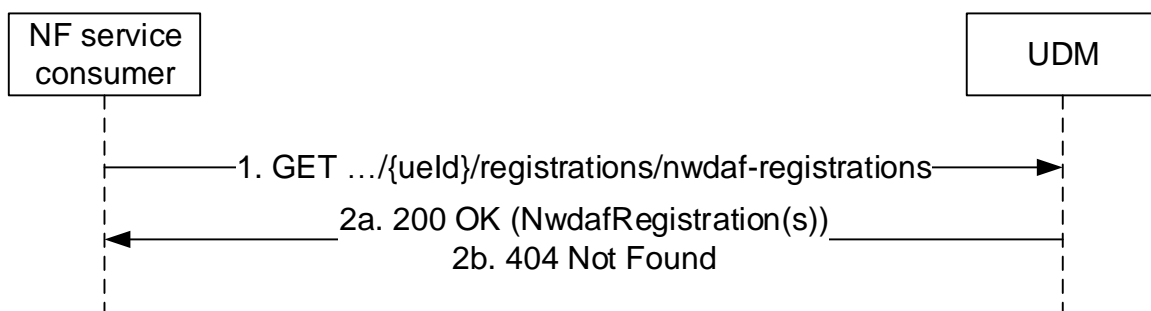 NF service
consumer
UDM
1. GET …/{ueId}/registrations/nwdaf-registrations
2a. 200 OK (NwdafRegistration(s))
2b. 404 Not Found